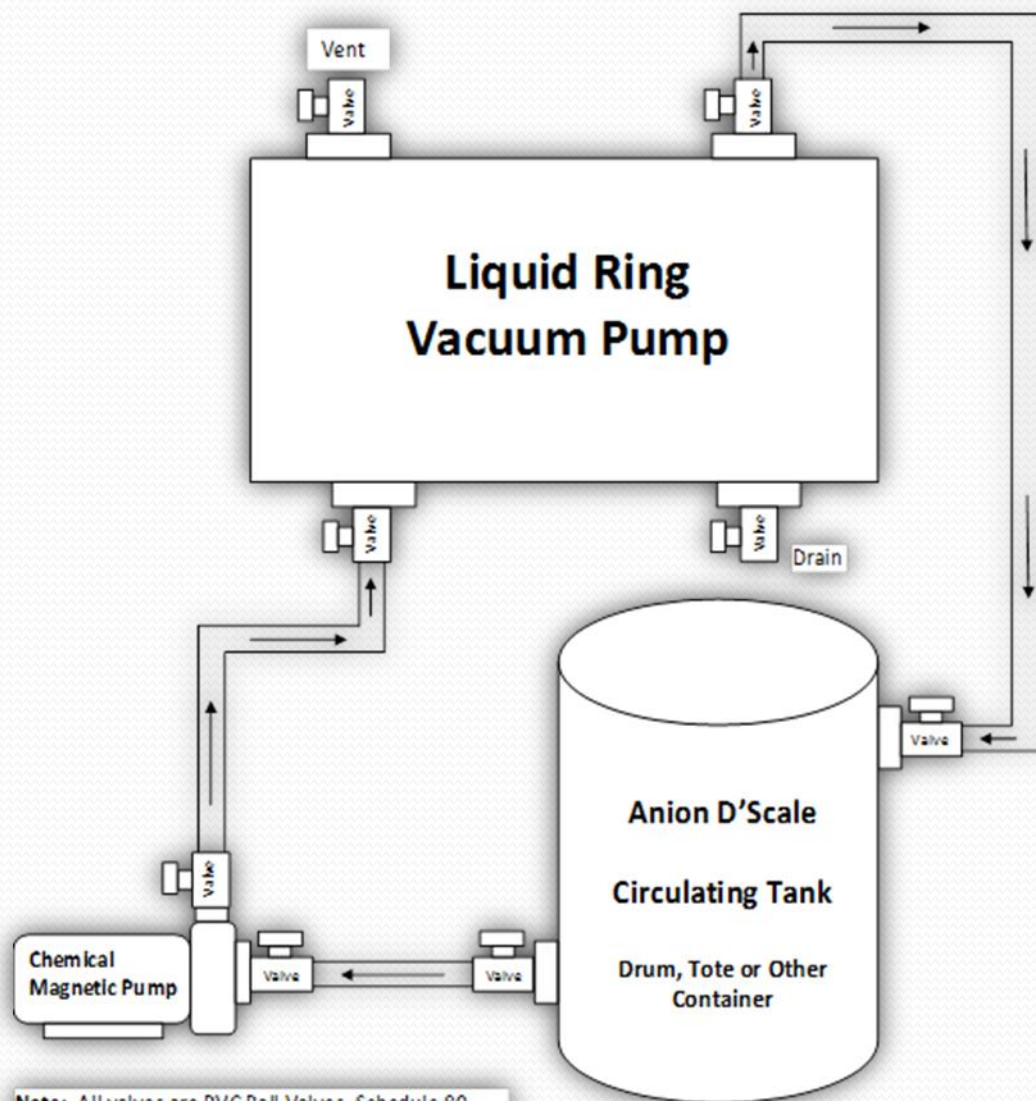 Vent
Valve
Valve
Liquid Ring
Vacuum Pump
Valve
Valve
Drain
Valve
Anion D'Scale
Circulating Tank
Drum, Tote or Other
Container
Valve
Chemical
Magnetic Pump
Valve
Valve
Note: All valves are PVC Ball Valves, Schedule 80